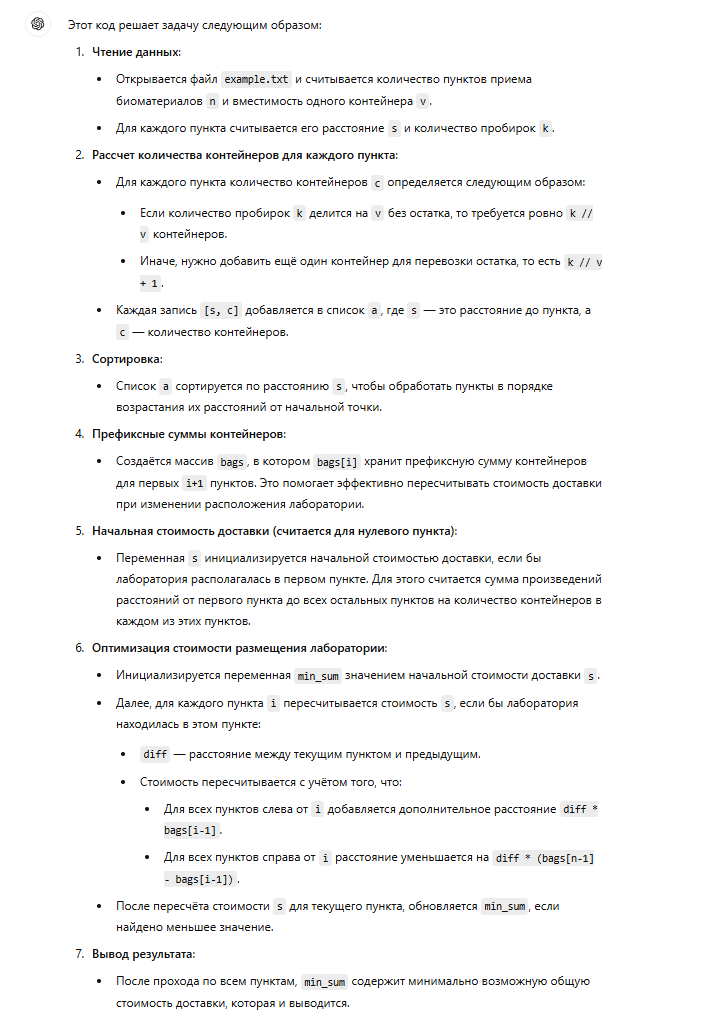 Этот код решает задачу следующим образом:
1. Чтение данных:
• Открывается файл example.txt и считывается количество пунктов приема
биоматериалов n и вместимость одного контейнера v.
• Для каждого пункта считывается его расстояние s и количество пробирок k.
2. Рассчет количества контейнеров для каждого пункта:
• Для каждого пункта количество контейнеров c определяется следующим образом:
• Если количество пробирок k делится на v без остатка, то требуется ровно k //
v контейнеров.
• Иначе, нужно добавить ещё один контейнер для перевозки остатка, то есть k // v
+ 1.
• Каждая запись [s, c] добавляется в список a, где s — это расстояние до пункта, а
c — количество контейнеров.
3. Сортировка:
• Список a сортируется по расстоянию s, чтобы обработать пункты в порядке
возрастания их расстояний от начальной точки.
4. Префиксные суммы контейнеров:
• Создаётся массив bags, в котором bags[i] хранит префиксную сумму контейнеров
для первых i+1 пунктов. Это помогает эффективно пересчитывать стоимость доставки
при изменении расположения лаборатории.
5. Начальная стоимость доставки (считается для нулевого пункта):
• Переменная s инициализируется начальной стоимостью доставки, если бы
лаборатория располагалась в первом пункте. Для этого считается сумма произведений
расстояний от первого пункта до всех остальных пунктов на количество контейнеров в
каждом из этих пунктов.
6. Оптимизация стоимости размещения лаборатории:
• Инициализируется переменная min_sum значением начальной стоимости доставки s.
• Далее, для каждого пункта i пересчитывается стоимость s, если бы лаборатория
находилась в этом пункте:
• diff — расстояние между текущим пунктом и предыдущим.
• Стоимость пересчитывается с учётом того, что:
• Для всех пунктов слева от i добавляется дополнительное расстояние diff *
bags[i-1].
• Для всех пунктов справа от i расстояние уменьшается на diff * (bags[n-1]
- bags[i-1]).
• После пересчёта стоимости s для текущего пункта, обновляется min_sum, если
найдено меньшее значение.
7. Вывод результата:
• После прохода по всем пунктам, min_sum содержит минимально возможную общую
стоимость доставки, которая и выводится.